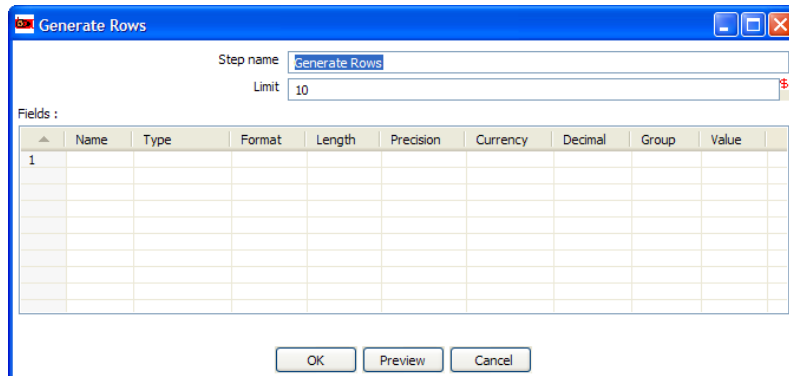 Generate Rows
Step name Generate Rows
Limit 10 $
Fields :
Name Type Format Length Precision Currency Decimal Group Value
1
OK Preview Cancel